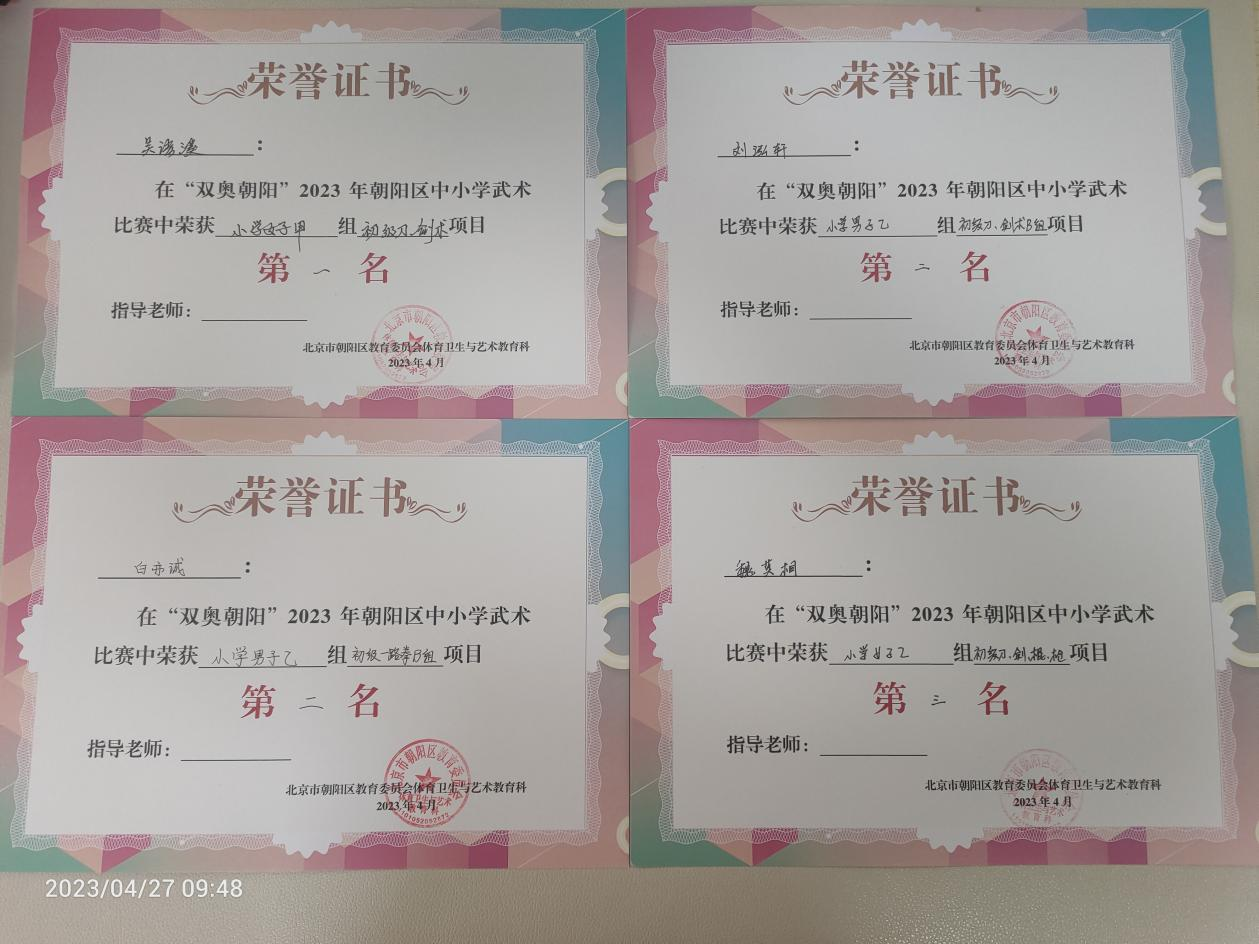 荣誉证书
吴
：
在“双奥朝阳”2023 年朝阳区中小学武术
比赛中荣获 小学女子甲 组 初级刀、剑术 项目
第 一 名
指导老师：
北京市朝阳区教育委员会体育卫生与艺术教育科
2023 年 4 月
荣誉证书
刘泓轩：
在“双奥朝阳”2023 年朝阳区中小学武术
比赛中荣获 小学男子乙 组 初级刀、剑术B组 项目
第 二 名
指导老师：
北京市朝阳区教育委员会体育卫生与艺术教育科
2023 年 4 月
荣誉证书
白亦诚：
在“双奥朝阳”2023 年朝阳区中小学武术
比赛中荣获 小学男子乙 组 初级一路拳B组 项目
第 二 名
指导老师：
北京市朝阳区教育委员会体育卫生与艺术教育科
2023 年 4 月
荣誉证书
魏英桐：
在“双奥朝阳”2023 年朝阳区中小学武术
比赛中荣获 小学女子乙 组 初级刀、剑、棍、枪 项目
第 三 名
指导老师：
北京市朝阳区教育委员会体育卫生与艺术教育科
2023 年 4 月
2023/04/27 09:48